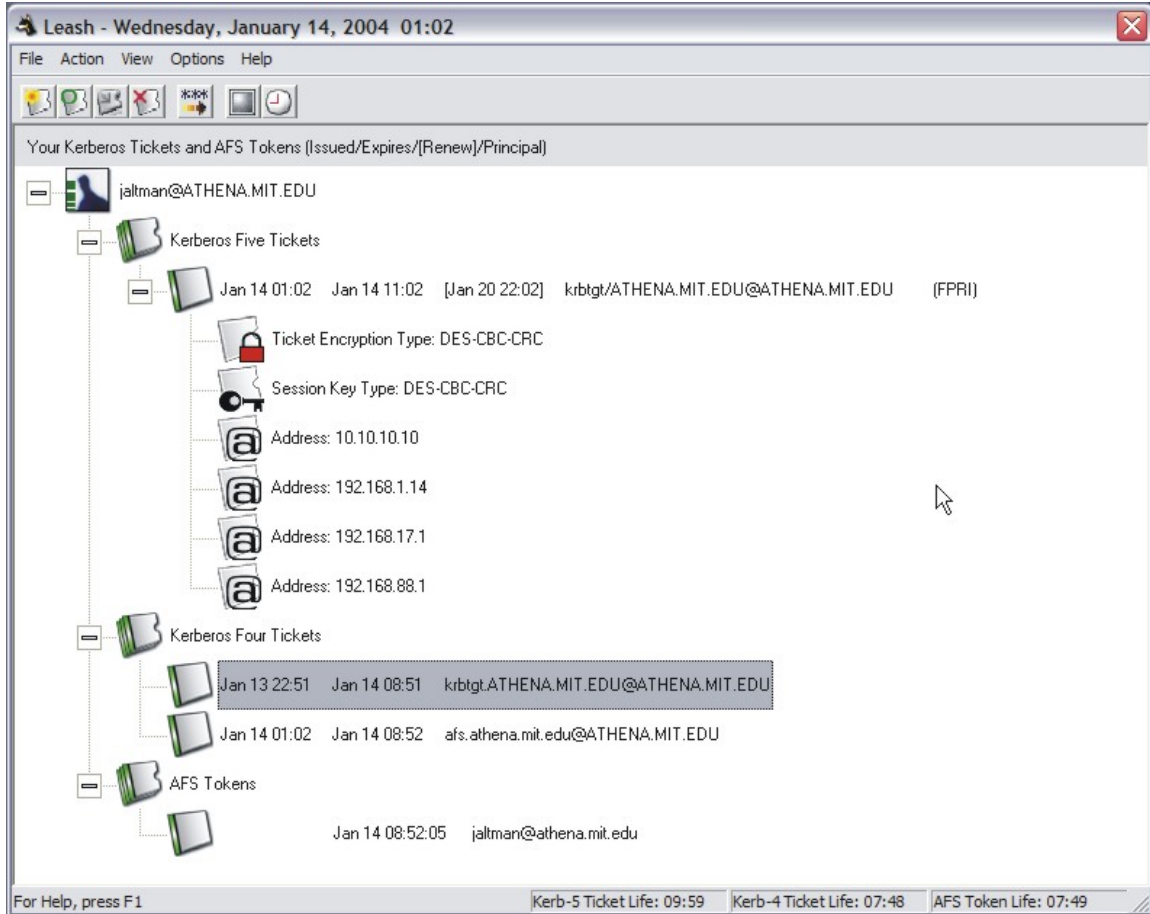 Leash - Wednesday, January 14, 2004 01:02
File Action View Options Help
***
Your Kerberos Tickets and AFS Tokens (Issued/Expires/[Renew]/Principal)
jaltman@ATHENA.MIT.EDU
Kerberos Five Tickets
Jan 14 01:02 Jan 14 11:02 [Jan 20 22:02] krbtgt/ATHENA.MIT.EDU@ATHENA.MIT.EDU (FPRI)
Ticket Encryption Type: DES-CBC-CRC
Session Key Type: DES-CBC-CRC
Address: 10.10.10.10
Address: 192.168.1.14
Address: 192.168.17.1
Address: 192.168.88.1
Kerberos Four Tickets
Jan 13 22:51 Jan 14 08:51 krbtgt.ATHENA.MIT.EDU@ATHENA.MIT.EDU
Jan 14 01:02 Jan 14 08:52 afs.athena.mit.edu@ATHENA.MIT.EDU
AFS Tokens
Jan 14 08:52:05 jaltman@athena.mit.edu
For Help, press F1 Kerb-5 Ticket Life: 09:59 Kerb-4 Ticket Life: 07:48 AFS Token Life: 07:49